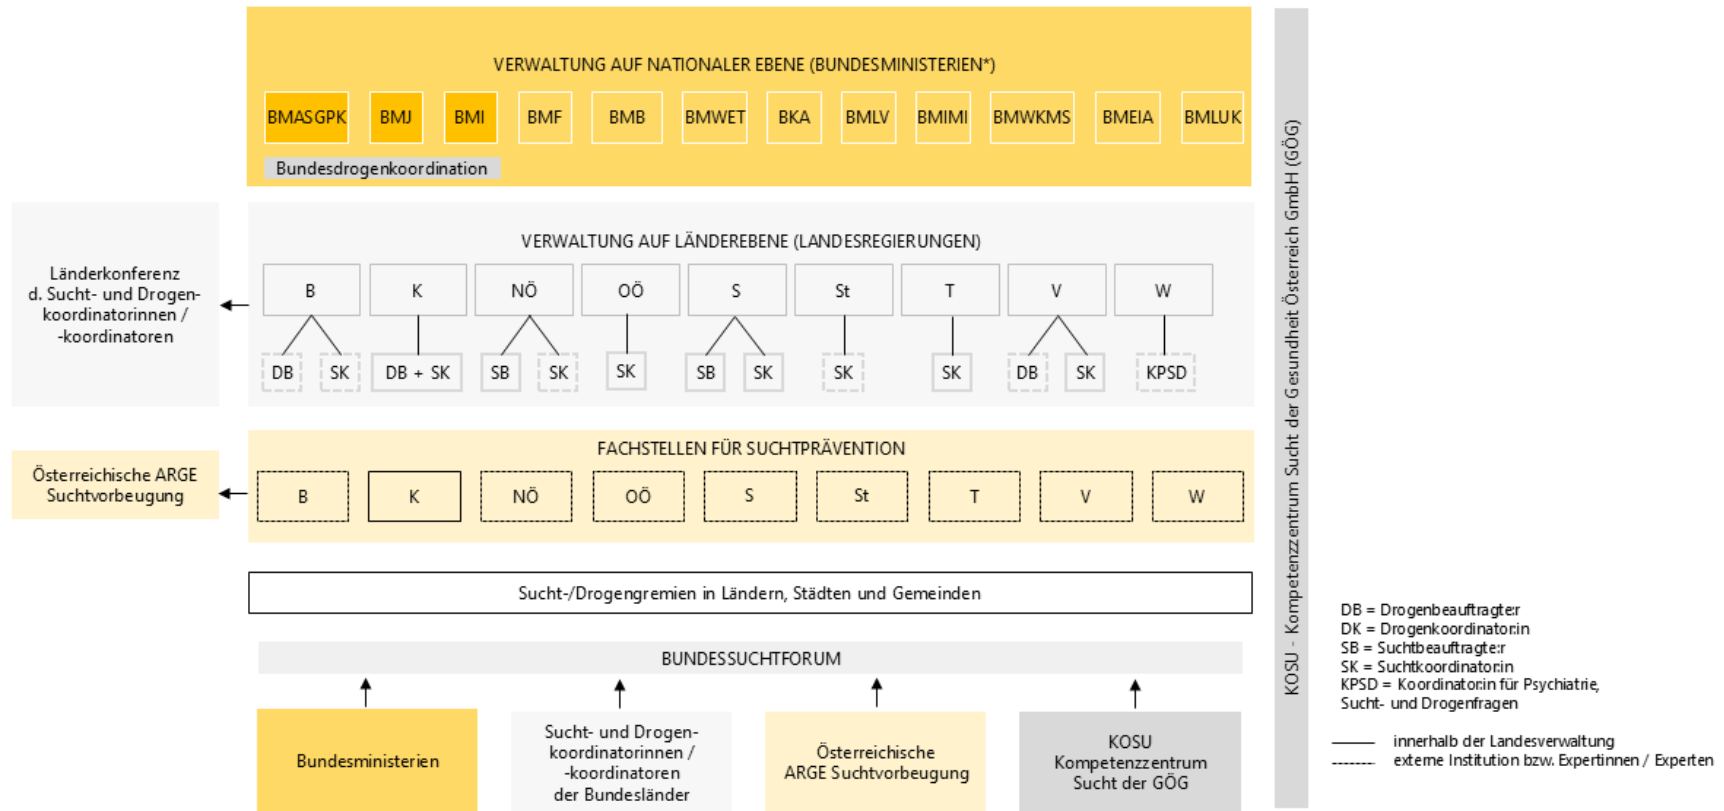 VERWALTUNG AUF NATIONALER EBENE (BUNDESMINISTERIEN*)
BMASGPK BMJ BMI BMF BMB BMWET BKA BMLV BMIMI BMWKMS BMEIA BMLUK
Bundesdrogenkoordination
Länderkonferenz
d. Sucht- und Drogen-
koordinatorinnen /
-koordinatoren
VERWALTUNG AUF LÄNDEREBENE (LANDESREGIERUNGEN)
B K NÖ OÖ S St T V W
DB SK DB + SK SB SK SK SB SK SK SK DB SK KPSD
Österreichische ARGE
Suchtvorbeugung
FACHSTELLEN FÜR SUCHTPRÄVENTION
B K NÖ OÖ S St T V W
Sucht-/Drogengremien in Ländern, Städten und Gemeinden
BUNDESSUCHTFORUM
Bundesministerien
Sucht- und Drogen-
koordinatorinnen /
-koordinatoren
der Bundesländer
Österreichische
ARGE Suchtvorbeugung
KOSU
Kompetenzzentrum
Sucht der GÖG
KOSU - Kompetenzzentrum Sucht der Gesundheit Österreich GmbH (GÖG)
DB = Drogenbeauftragte:r
DK = Drogenkoordinator:in
SB = Suchtbeauftragte:r
SK = Suchtkoordinator:in
KPSD = Koordinator:in für Psychiatrie,
Sucht- und Drogenfragen
innerhalb der Landesverwaltung
externe Institution bzw. Expertinnen / Experten